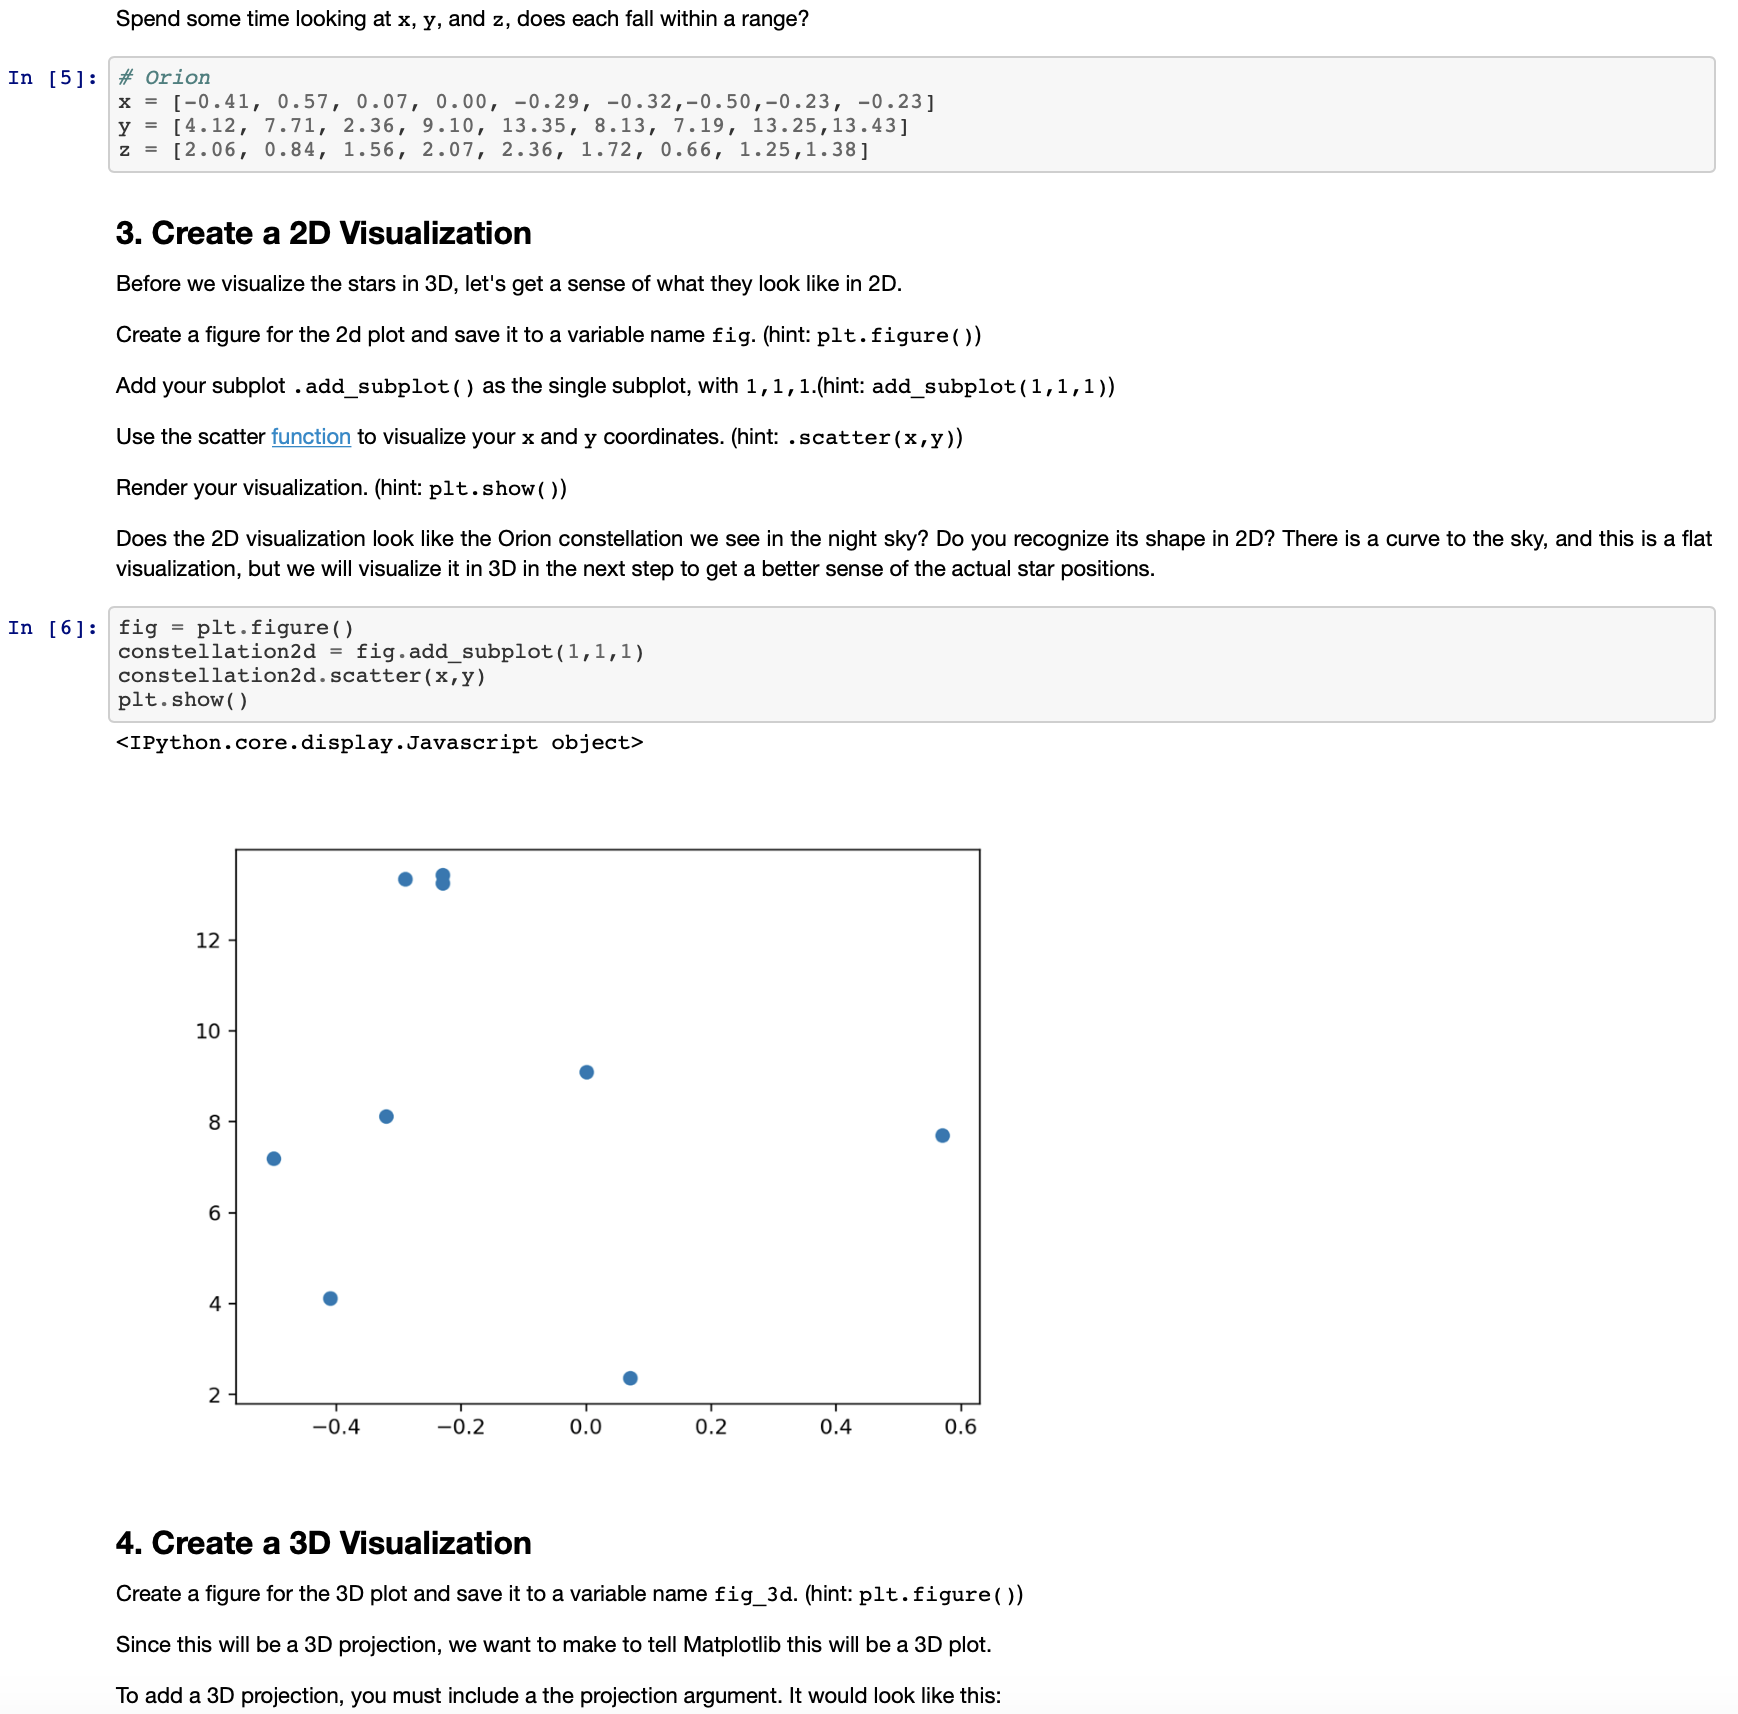 Spend some time looking at x, y, and z, does each fall within a range?
In [5]:
# Orion
x = [-0.41, 0.57, 0.07, 0.00, -0.29, -0.32,-0.50,-0.23, -0.23]
y = [4.12, 7.71, 2.36, 9.10, 13.35, 8.13, 7.19, 13.25,13.43]
z = [2.06, 0.84, 1.56, 2.07, 2.36, 1.72, 0.66, 1.25,1.38]
3. Create a 2D Visualization
Before we visualize the stars in 3D, let's get a sense of what they look like in 2D.
Create a figure for the 2d plot and save it to a variable name fig. (hint: plt.figure())
Add your subplot .add_subplot() as the single subplot, with 1,1,1.(hint: add_subplot(1,1,1))
Use the scatter function to visualize your x and y coordinates. (hint: .scatter(x,y))
Render your visualization. (hint: plt.show())
Does the 2D visualization look like the Orion constellation we see in the night sky? Do you recognize its shape in 2D? There is a curve to the sky, and this is a flat
visualization, but we will visualize it in 3D in the next step to get a better sense of the actual star positions.
In [6]:
fig = plt.figure()
constellation2d = fig.add_subplot(1,1,1)
constellation2d.scatter(x,y)
plt.show()
<IPython.core.display.Javascript object>
12
10
8
6
4
2
−0.4 −0.2 0.0 0.2 0.4 0.6
4. Create a 3D Visualization
Create a figure for the 3D plot and save it to a variable name fig_3d. (hint: plt.figure())
Since this will be a 3D projection, we want to make to tell Matplotlib this will be a 3D plot.
To add a 3D projection, you must include a the projection argument. It would look like this: